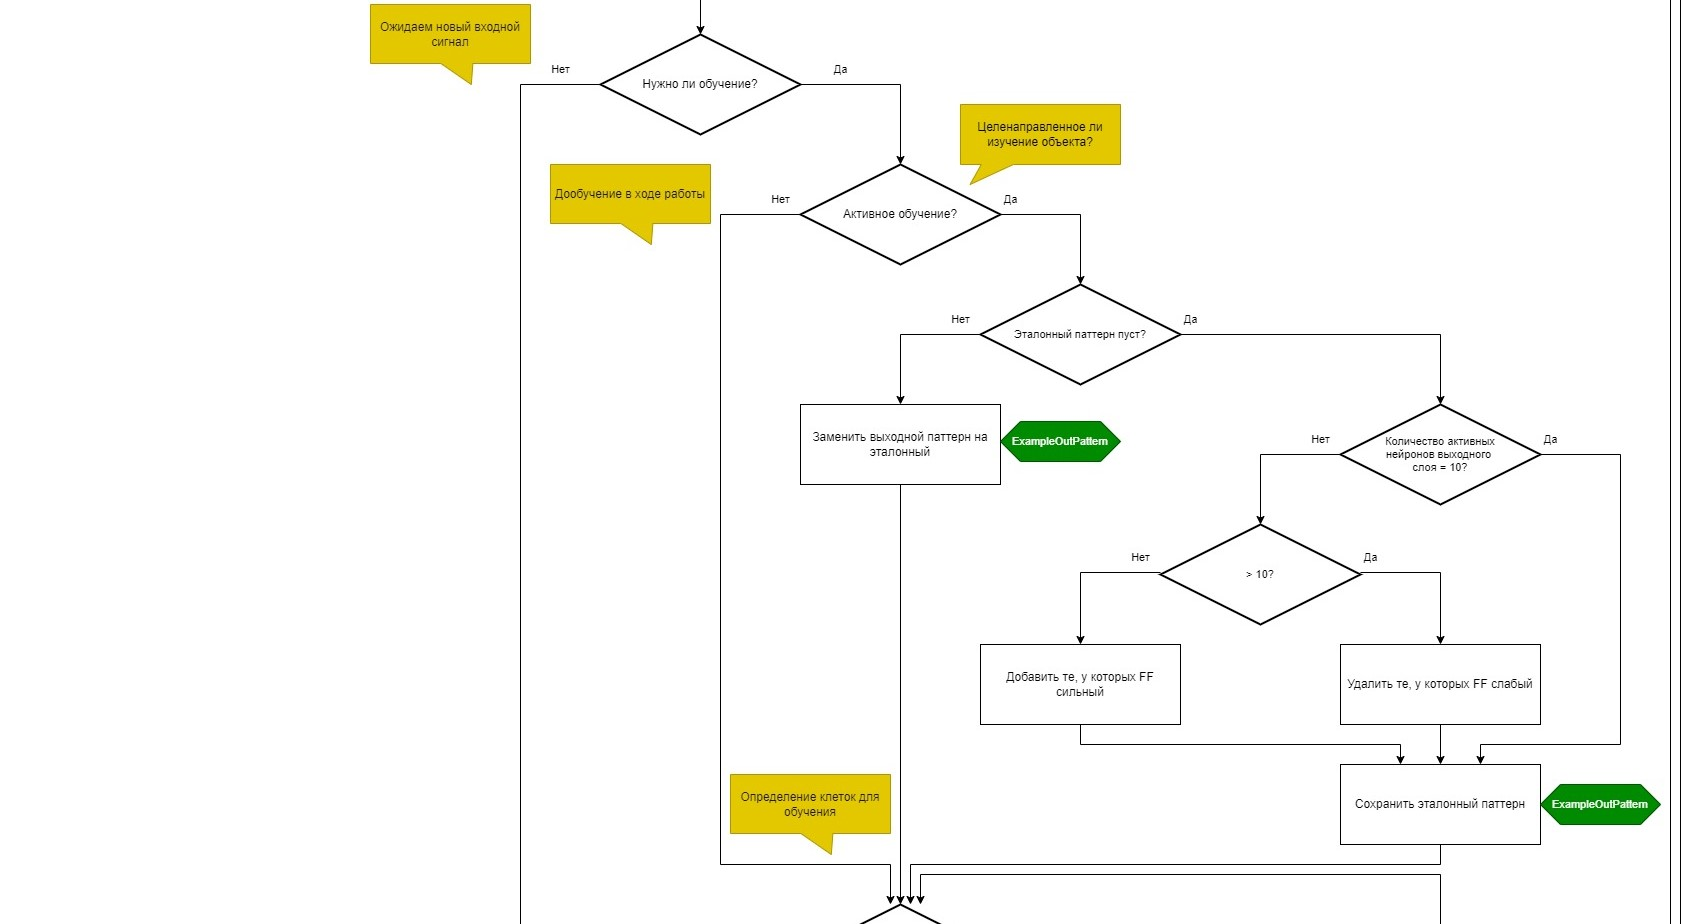 Ожидаем новый входной
сигнал
Нет
Нужно ли обучение?
Да
Целенаправленное ли
изучение объекта?
Дообучение в ходе работы
Нет
Активное обучение?
Да
Нет
Эталонный паттерн пуст?
Да
Заменить выходной паттерн на
эталонный
ExampleOutPattern
Нет
Количество активных
нейронов выходного
слоя = 10?
Да
Нет
> 10?
Да
Добавить те, у которых FF
сильный
Удалить те, у которых FF слабый
Определение клеток для
обучения
Сохранить эталонный паттерн
ExampleOutPattern